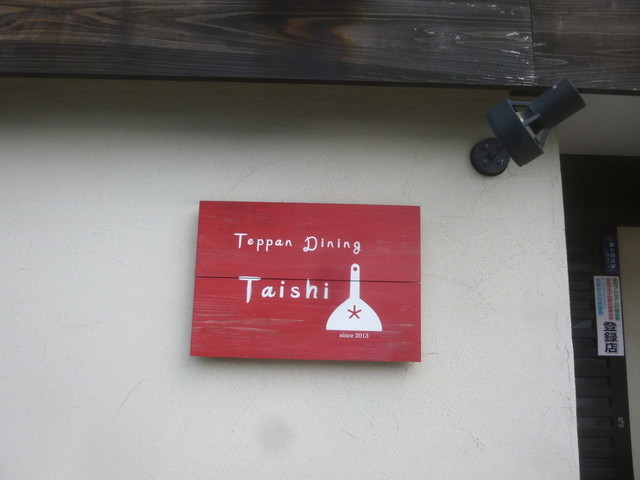 Teppan Dining
Taishi
since 2013
登録店